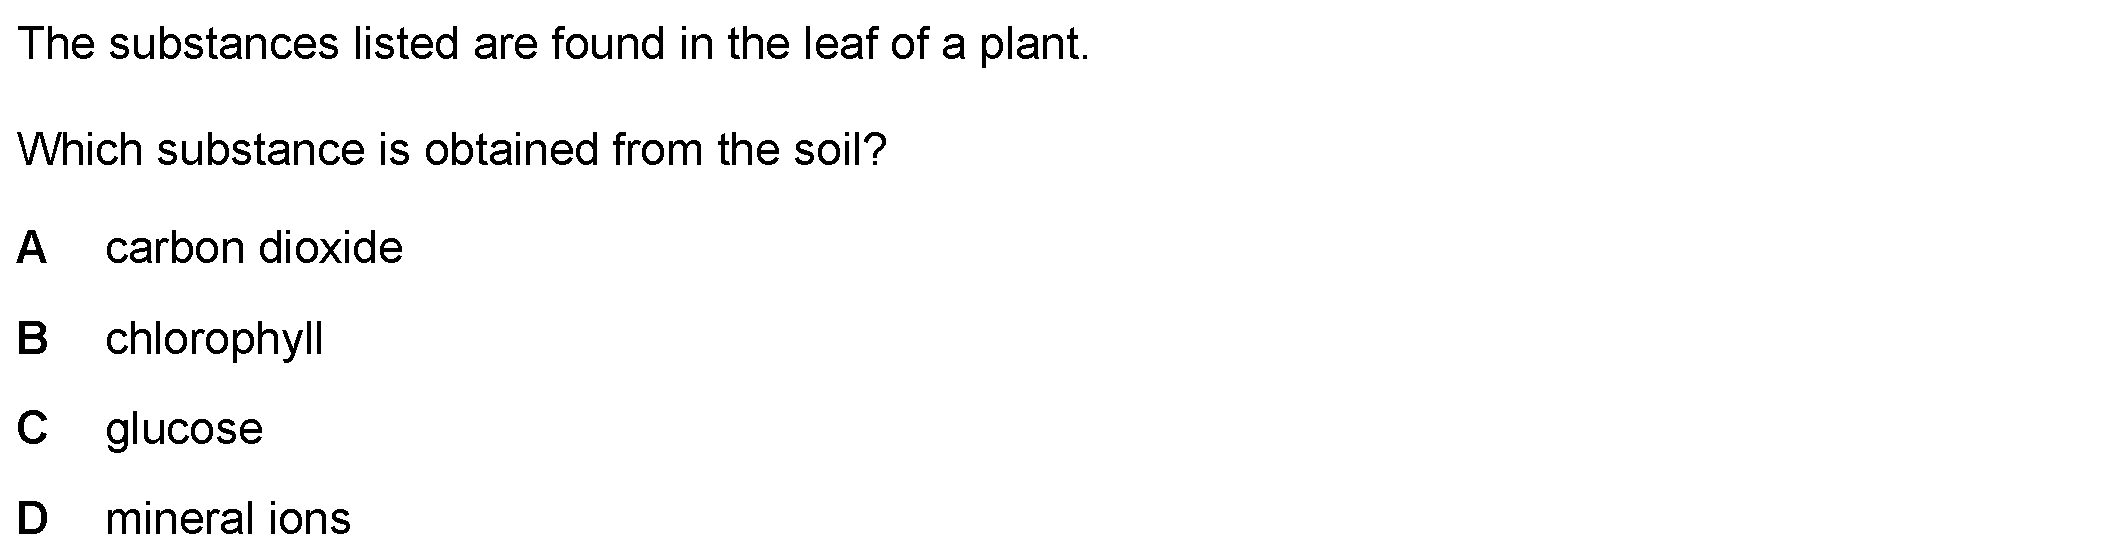 The substances listed are found in the leaf of a plant.
Which substance is obtained from the soil?
A carbon dioxide
B chlorophyll
C glucose
D mineral ions